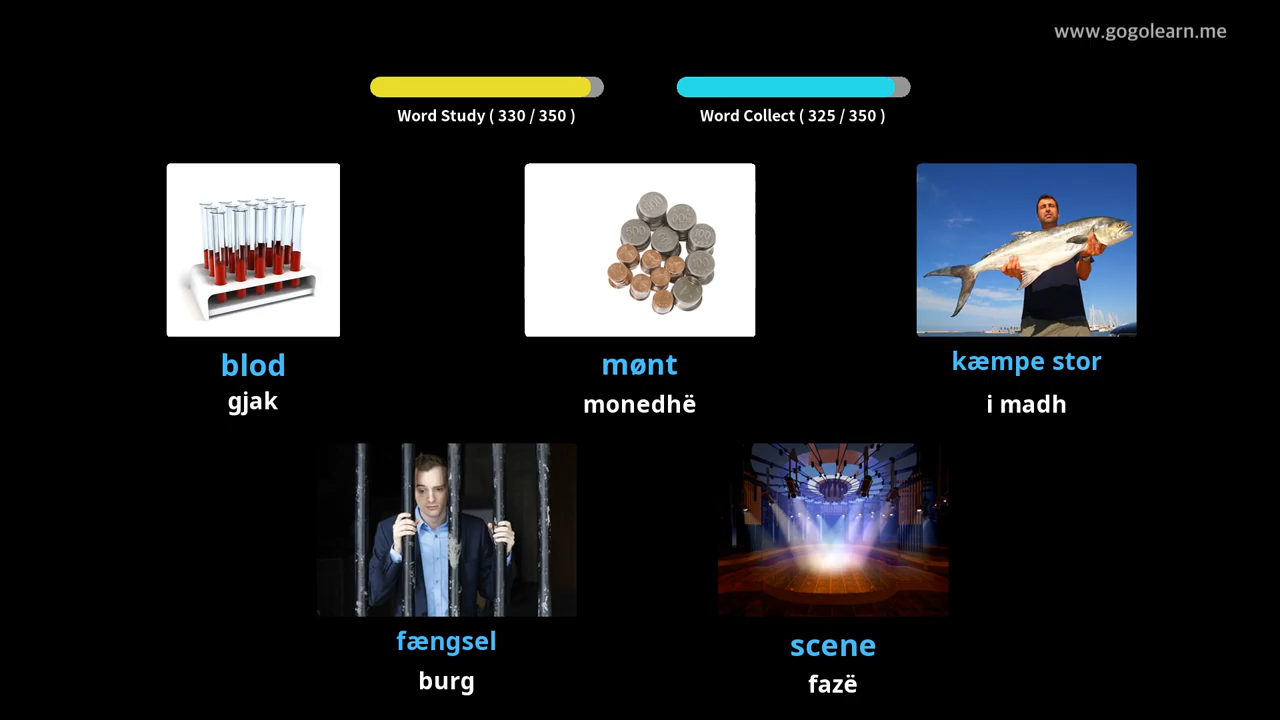 www.gogolearn.me
Word Study ( 330 / 350 )
Word Collect ( 325 / 350 )
blod
gjak
mønt
monedhë
kæmpe stor
i madh
fængsel
burg
scene
fazë